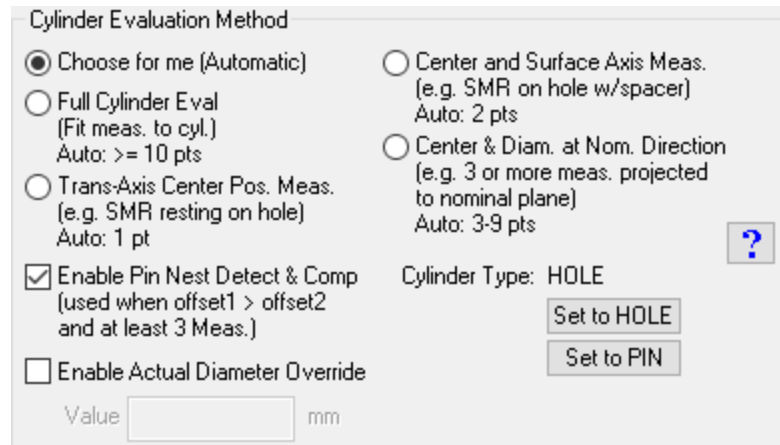 Cylinder Evaluation Method
Choose for me (Automatic)
Full Cylinder Eval
(Fit meas. to cyl.)
Auto: >= 10 pts
Trans-Axis Center Pos. Meas.
(e.g. SMR resting on hole)
Auto: 1 pt
Center and Surface Axis Meas.
(e.g. SMR on hole w/spacer)
Auto: 2 pts
Center & Diam. at Nom. Direction
(e.g. 3 or more meas. projected
to nominal plane)
Auto: 3-9 pts
?
Enable Pin Nest Detect & Comp
(used when offset1 > offset2
and at least 3 Meas.)
Cylinder Type: HOLE
Set to HOLE
Set to PIN
Enable Actual Diameter Override
Value mm